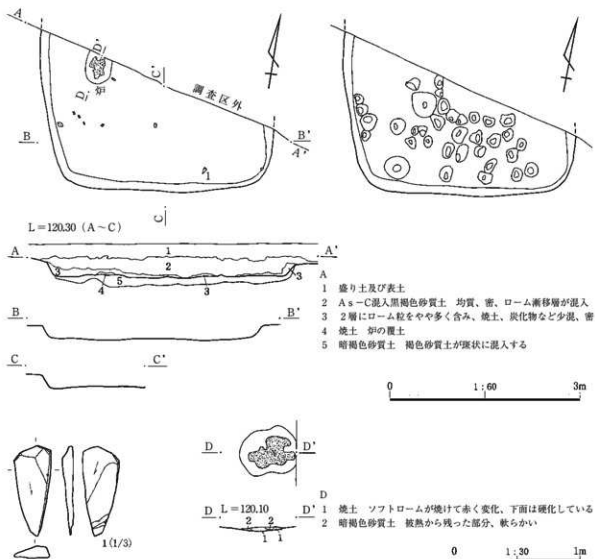 A
D'
C'
D
炉
調査区外
B
B'
A'
1
C
L=120.30(A~C)
A
1
A'
2
3
5
3
4
3
B
B'
C
C'
A
1 盛り土及び表土
2 As-C混入黒褐色砂質土 均質、密、ローム漸移層が混入
3 2層にローム粒をやや多く含み、焼土、炭化物など少混、密
4 焼土 炉の覆土
5 暗褐色砂質土 褐色砂質土が斑状に混入する
0 1:60 3m
D
D'
D
L=120.10
D'
2 2
1 1
1(1/3)
D
1 焼土 ソフトロームが焼けて赤く変化、下面は硬化している
2 暗褐色砂質土 被熱から残った部分、軟らかい
0 1:30 1m